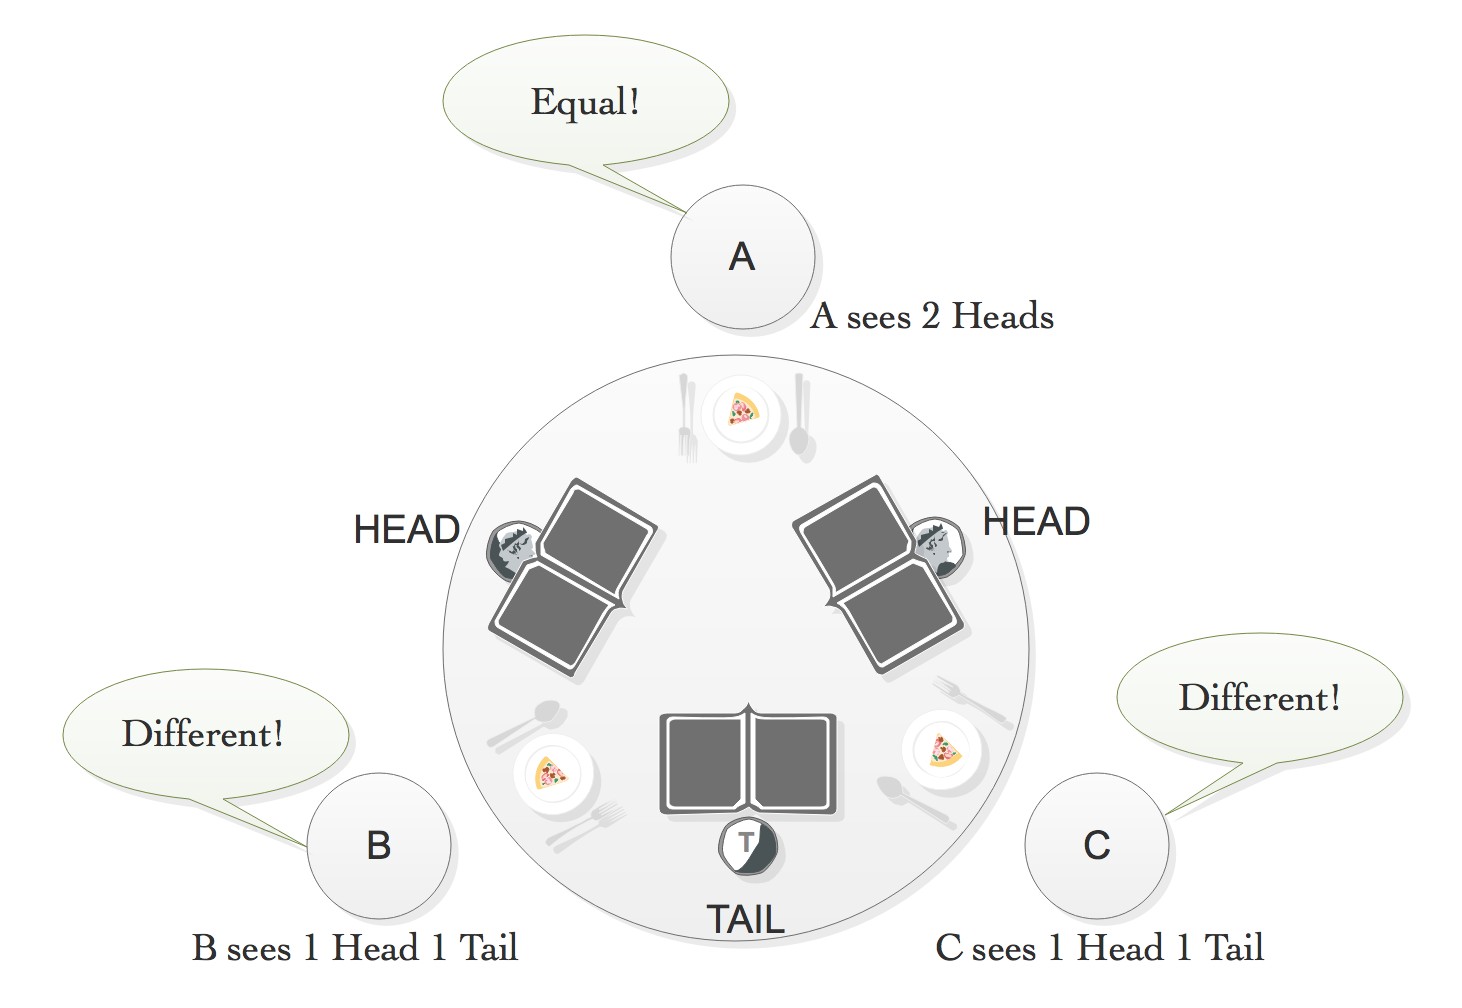 Equal!
A
A sees 2 Heads
HEAD
HEAD
Different!
Different!
B
C
T
TAIL
B sees 1 Head 1 Tail
C sees 1 Head 1 Tail